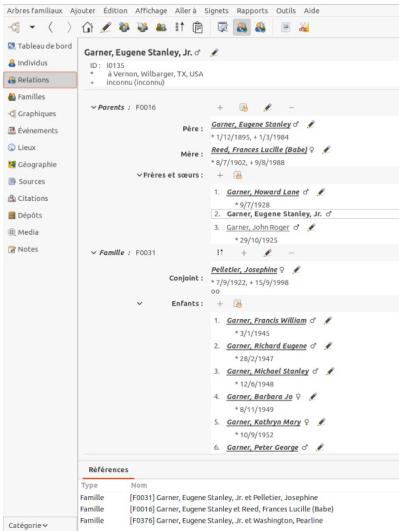 Arbres familiaux Ajouter Édition Affichage Aller à Signets Rapports Outils Aide
Tableau de bord
Individus
Relations
Familles
Graphiques
Événements
Lieux
Géographie
Sources
Citations
Dépôts
Media
Notes
Catégorie
Garner, Eugene Stanley, Jr. ♂
ID : I0135
* à Vernon, Wilbarger, TX, USA
+ inconnu (inconnu)
Parents : F0016 + −
Père : Garner, Eugene Stanley ♂
* 1/12/1895, + 1/3/1984
Mère : Reed, Frances Lucille (Babe) ♀
* 8/7/1902, + 9/8/1988
Frères et sœurs : +
1. Garner, Howard Lane ♂
* 9/7/1928
2. Garner, Eugene Stanley, Jr. ♂
3. Garner, John Roger ♂
* 29/10/1925
Famille : F0031 + −
Conjoint : Pelletier, Josephine ♀
* 7/9/1922, + 15/9/1998
oo
Enfants : +
1. Garner, Francis William ♂
* 3/1/1945
2. Garner, Richard Eugene ♂
* 28/2/1947
3. Garner, Michael Stanley ♂
* 12/6/1948
4. Garner, Barbara Jo ♀
* 8/11/1949
5. Garner, Kathryn Mary ♀
* 10/9/1952
6. Garner, Peter George ♂
Références
Type Nom
Famille [F0031] Garner, Eugene Stanley, Jr. et Pelletier, Josephine
Famille [F0016] Garner, Eugene Stanley et Reed, Frances Lucille (Babe)
Famille [F0376] Garner, Eugene Stanley, Jr. et Washington, Pearline